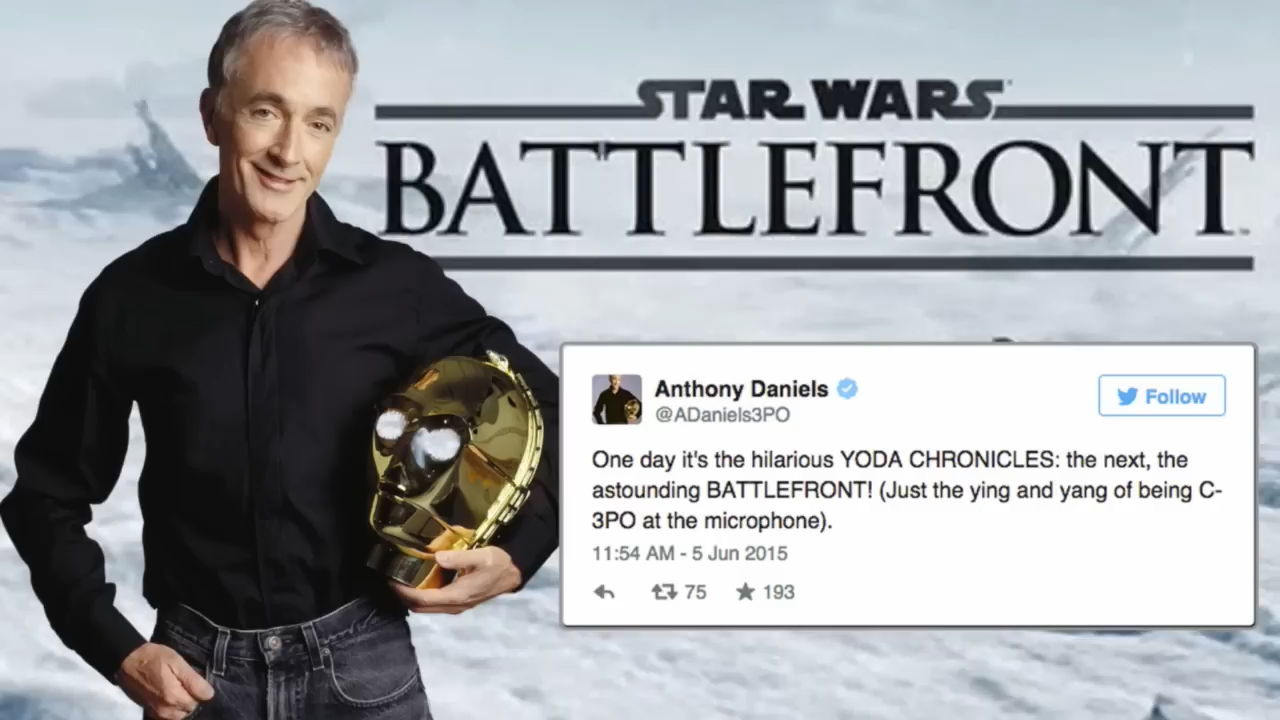 STAR WARS
BATTLEFRONT
Anthony Daniels
@ADaniels3PO
Follow
One day it's the hilarious YODA CHRONICLES: the next, the
astounding BATTLEFRONT! (Just the ying and yang of being C-
3PO at the microphone).
11:54 AM - 5 Jun 2015
75
193